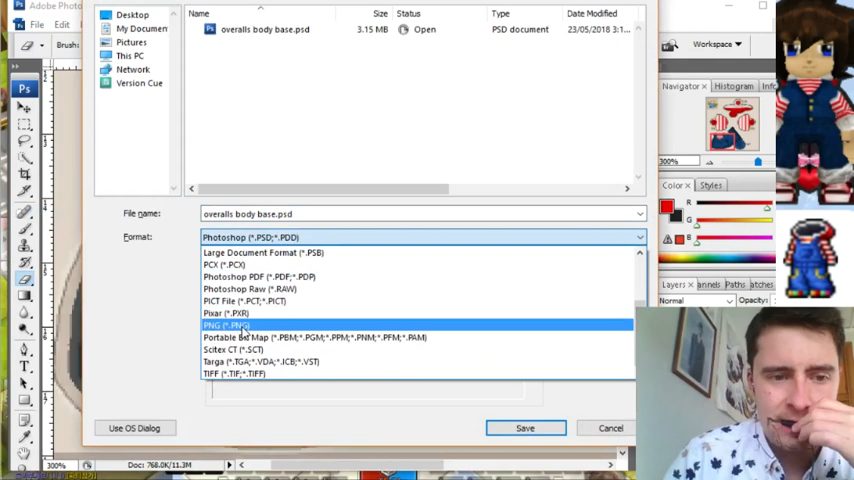 Adobe Photoshop
File
Brush:
Workspace
Desktop
My Documen
Pictures
This PC
Network
Version Cue
Name Size Status Type Date Modified
overalls body base.psd 3.15 MB Open PSD document 23/05/2018 3:1...
File name: overalls body base.psd
Format: Photoshop (*.PSD;*.PDD)
Large Document Format (*.PSB)
PCX (*.PCX)
Photoshop PDF (*.PDF;*.PDP)
Photoshop Raw (*.RAW)
PICT File (*.PCT;*.PICT)
Pixar (*.PXR)
PNG (*.PNG)
Portable Bit Map (*.PBM;*.PGM;*.PPM;*.PNM;*.PFM;*.PAM)
Scitex CT (*.SCT)
Targa (*.TGA;*.VDA;*.ICB;*.VST)
TIFF (*.TIF;*.TIFF)
Use OS Dialog Save Cancel
Navigator Histogram Info
300%
Color Styles
R
G
B
Layers Channels Paths
Normal Opacity:
300% Doc: 768.0K/11.3M